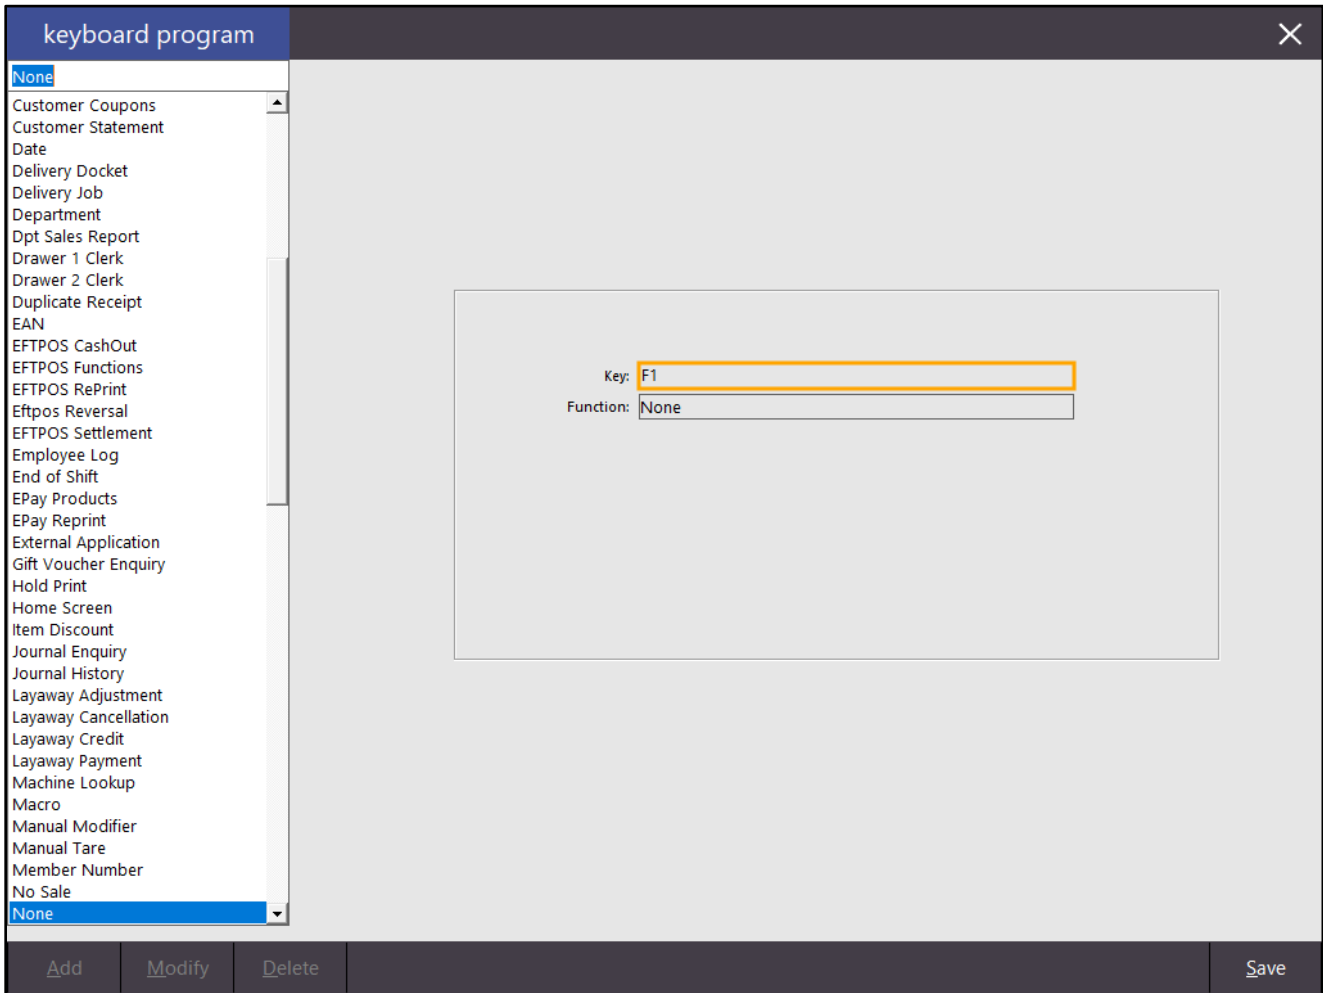 keyboard program
None
Customer Coupons
Customer Statement
Date
Delivery Docket
Delivery Job
Department
Dpt Sales Report
Drawer 1 Clerk
Drawer 2 Clerk
Duplicate Receipt
EAN
EFTPOS CashOut
EFTPOS Functions
EFTPOS RePrint
Eftpos Reversal
EFTPOS Settlement
Employee Log
End of Shift
EPay Products
EPay Reprint
External Application
Gift Voucher Enquiry
Hold Print
Home Screen
Item Discount
Journal Enquiry
Journal History
Layaway Adjustment
Layaway Cancellation
Layaway Credit
Layaway Payment
Machine Lookup
Macro
Manual Modifier
Manual Tare
Member Number
No Sale
None
Key: F1
Function: None
Add Modify Delete Save